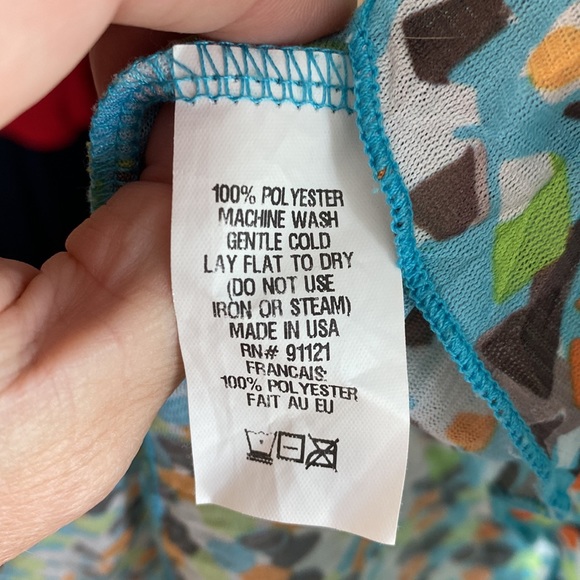 100% POLYESTER
MACHINE WASH
GENTLE COLD
LAY FLAT TO DRY
(DO NOT USE
IRON OR STEAM)
MADE IN USA
RN# 91121
FRANCAIS:
100% POLYESTER
FAIT AU EU